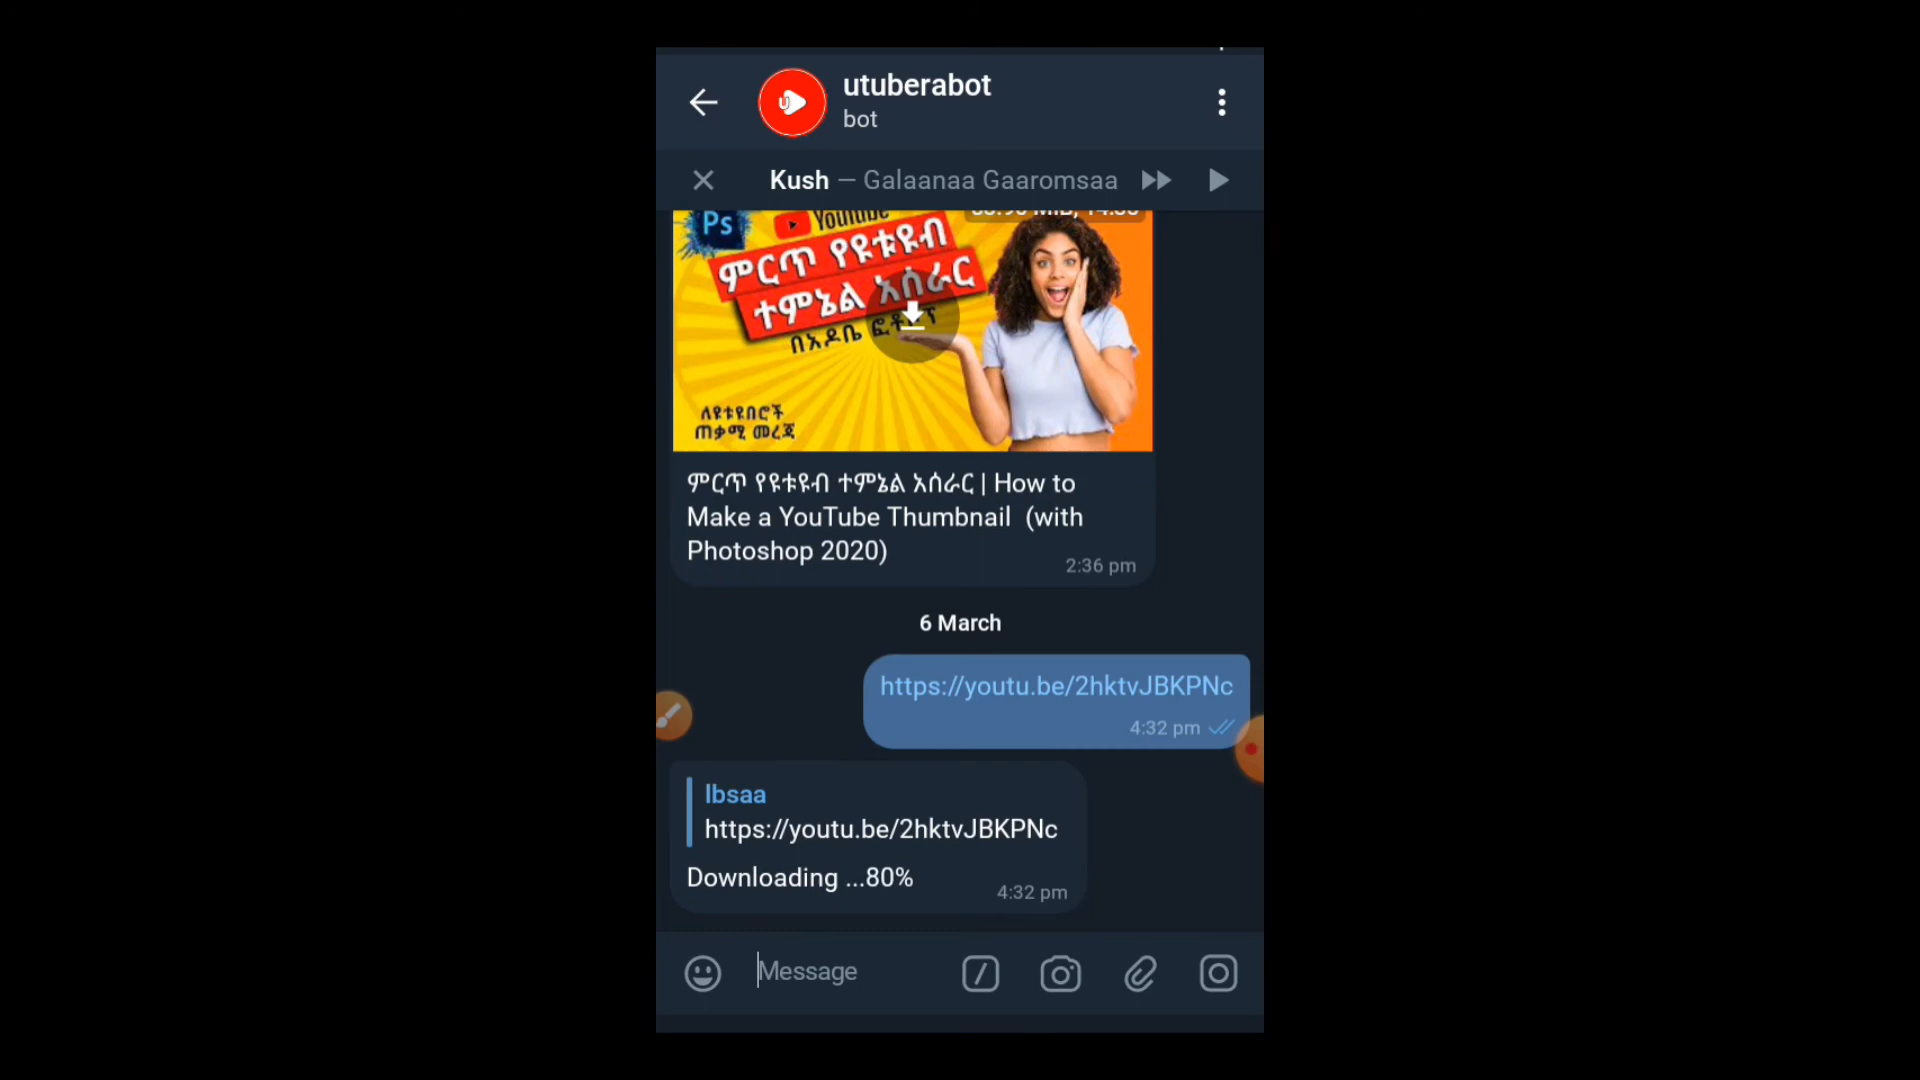 utuberabot
bot
Kush — Galaanaa Gaaromsaa
Ps
YouTube
ምርጥ የዩቱዩብ
ተምኔል አሰራር
በአዶቤ
ለዩቱዩበሮች
ጠቃሚ መረጃ
ምርጥ የዩቱዩብ ተምኔል አሰራር | How to
Make a YouTube Thumbnail (with
Photoshop 2020)
2:36 pm
6 March
https://youtu.be/2hktvJBKPNc
4:32 pm
Ibsaa
https://youtu.be/2hktvJBKPNc
Downloading ...80%
4:32 pm
Message